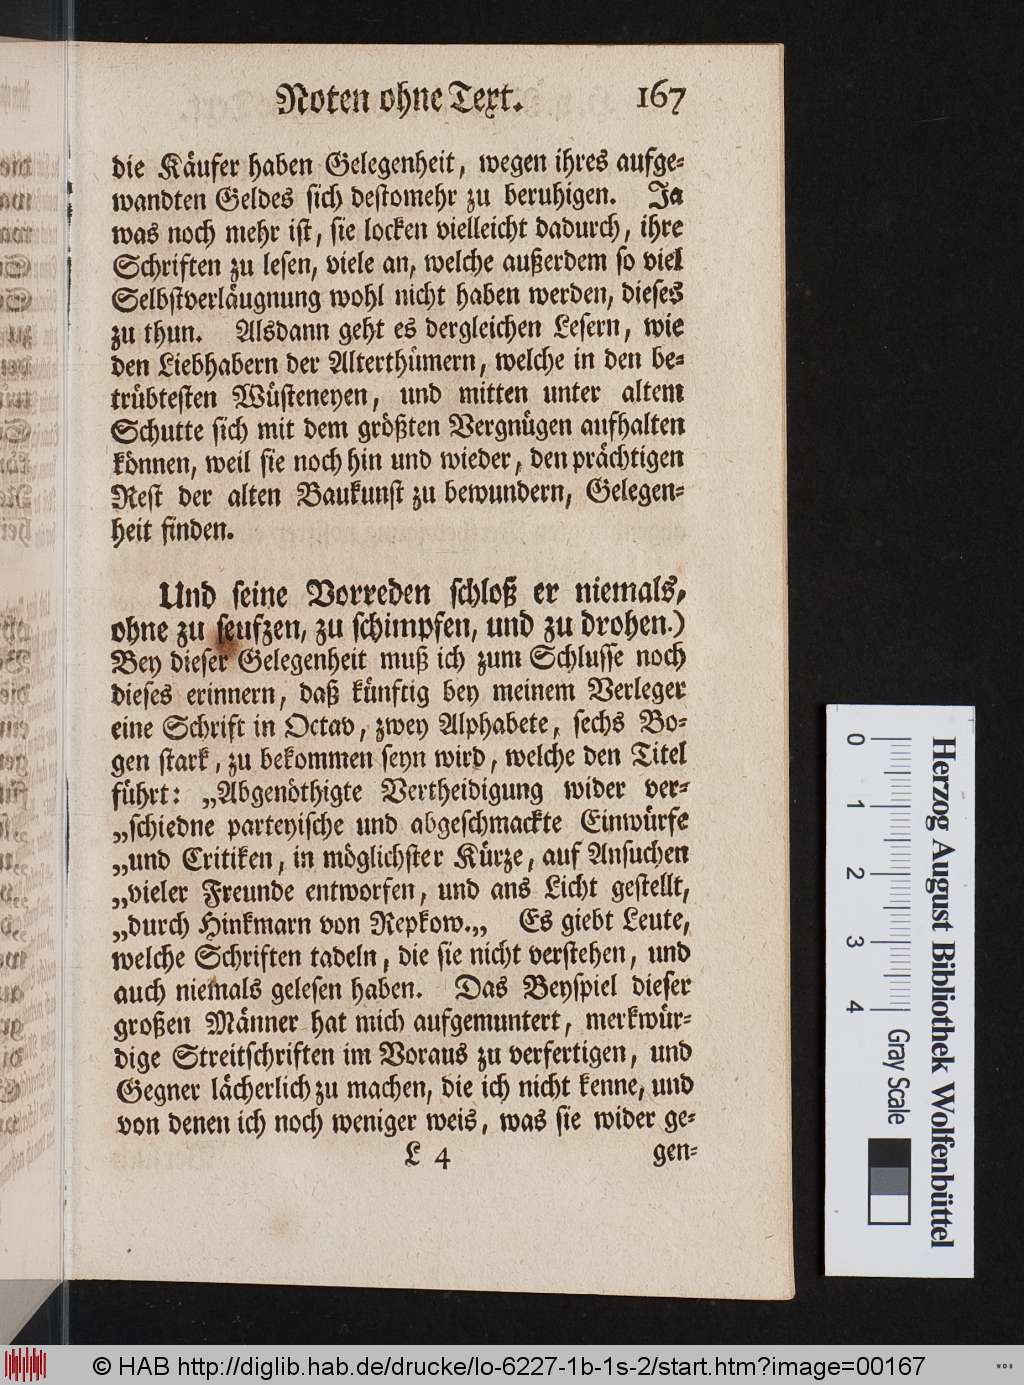 Noten ohne Text. 167
die Käufer haben Gelegenheit, wegen ihres aufge-
wandten Geldes sich destomehr zu beruhigen. Ja
was noch mehr ist, sie locken vielleicht dadurch, ihre
Schriften zu lesen, viele an, welche außerdem so viel
Selbstverläugnung wohl nicht haben werden, dieses
zu thun. Alsdann geht es dergleichen Lesern, wie
den Liebhabern der Alterthümern, welche in den be-
trübtesten Wüsteneyen, und mitten unter altem
Schutte sich mit dem größten Vergnügen aufhalten
können, weil sie noch hin und wieder, den prächtigen
Rest der alten Baukunst zu bewundern, Gelegen-
heit finden.
Und seine Vorreden schloß er niemals,
ohne zu seufzen, zu schimpfen, und zu drohen.)
Bey dieser Gelegenheit muß ich zum Schlusse noch
dieses erinnern, daß künftig bey meinem Verleger
eine Schrift in Octav, zwey Alphabete, sechs Bo-
gen stark, zu bekommen seyn wird, welche den Titel
führt: „Abgenöthigte Vertheidigung wider ver-
„schiedne parteyische und abgeschmackte Einwürfe
„und Critiken, in möglichster Kürze, auf Ansuchen
„vieler Freunde entworfen, und ans Licht gestellt,
„durch Hinkmarn von Repkow.„ Es giebt Leute,
welche Schriften tadeln, die sie nicht verstehen, und
auch niemals gelesen haben. Das Beyspiel dieser
großen Männer hat mich aufgemuntert, merkwür-
dige Streitschriften im Voraus zu verfertigen, und
Gegner lächerlich zu machen, die ich nicht kenne, und
von denen ich noch weniger weis, was sie wider ge-
L 4 gen-
0 1 2 3 4
Gray Scale
Herzog August Bibliothek Wolfenbüttel
© HAB http://diglib.hab.de/drucke/lo-6227-1b-1s-2/start.htm?image=00167